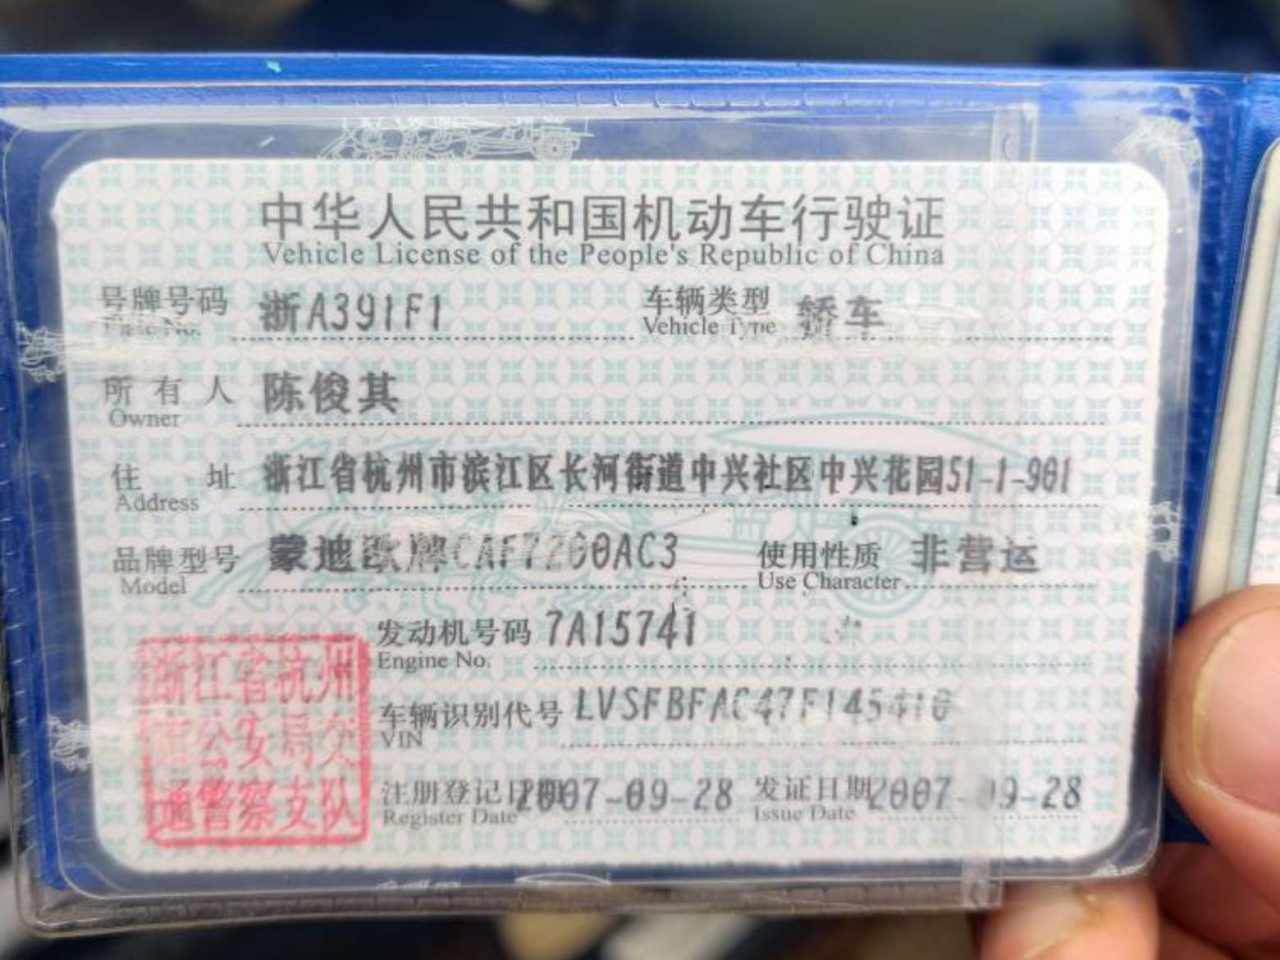 中华人民共和国机动车行驶证
Vehicle License of the People's Republic of China
号牌号码 浙A391F1 车辆类型 轿车
Plate No. Vehicle Type
所有人 陈俊其
Owner
住址 浙江省杭州市滨江区长河街道中兴社区中兴花园51-1-901
Address
品牌型号 蒙迪欧牌CAF7200AC3 使用性质 非营运
Model Use Character
发动机号码 7A15741
Engine No.
车辆识别代号
VIN
注册登记日期 2007-09-28 发证日期 2007-09-28
Register Date Issue Date
浙江省杭州
市公安局交
通警察支队